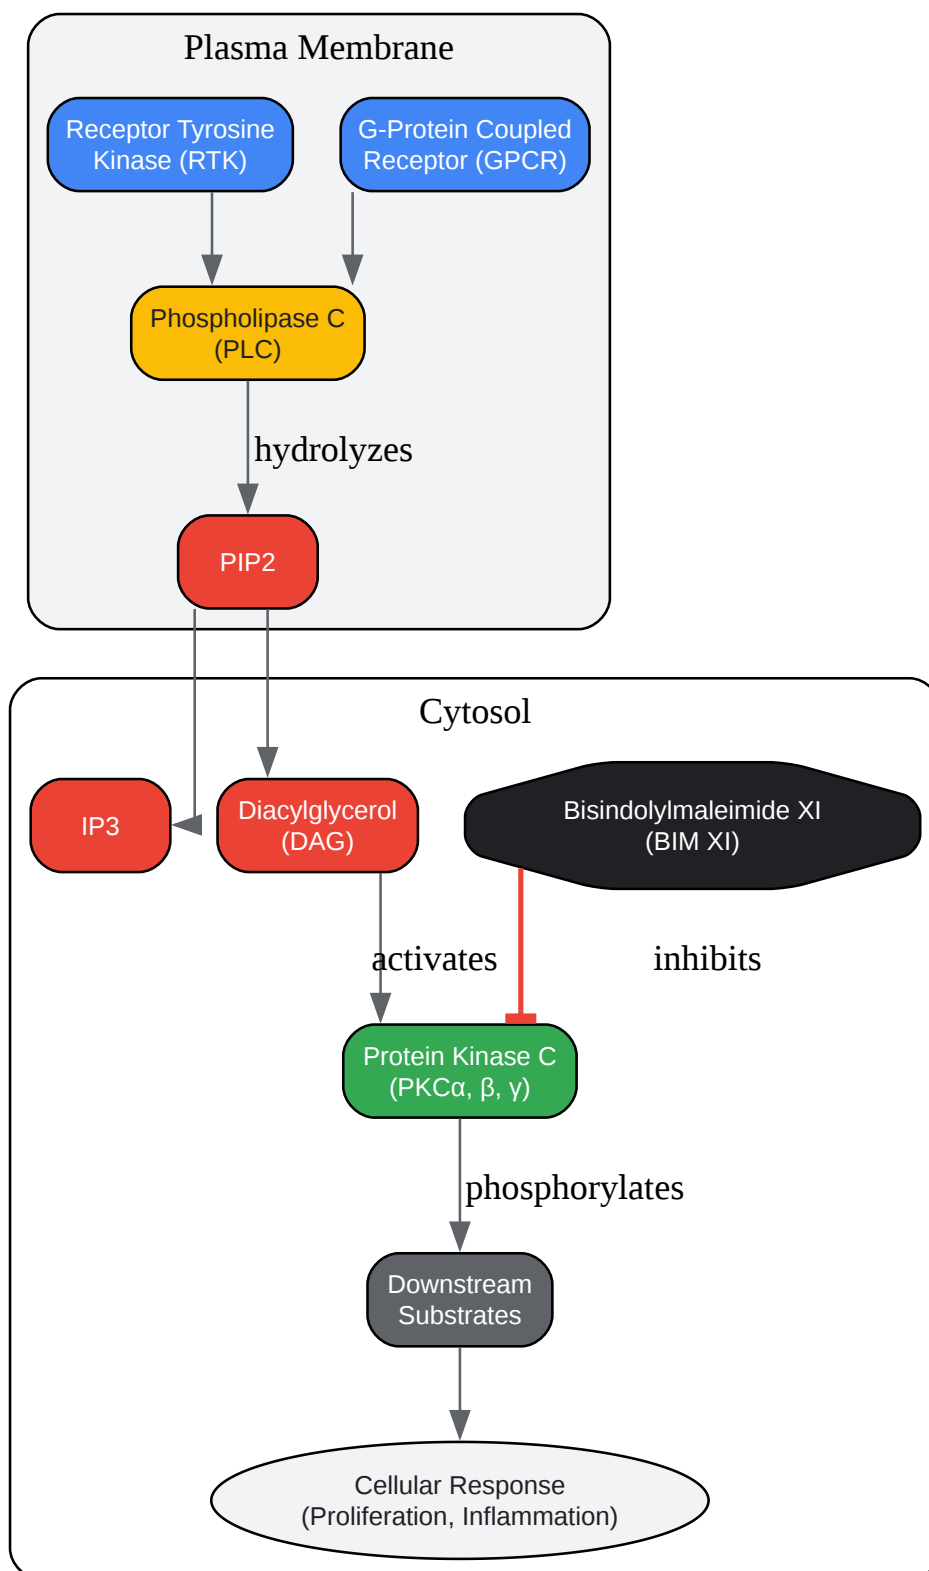 Plasma Membrane
Receptor Tyrosine
Kinase (RTK)
G-Protein Coupled
Receptor (GPCR)
Phospholipase C
(PLC)
hydrolyzes
PIP2
Cytosol
IP3
Diacylglycerol
(DAG)
Bisindolylmaleimide XI
(BIM XI)
activates
inhibits
Protein Kinase C
(PKCα, β, γ)
phosphorylates
Downstream
Substrates
Cellular Response
(Proliferation, Inflammation)